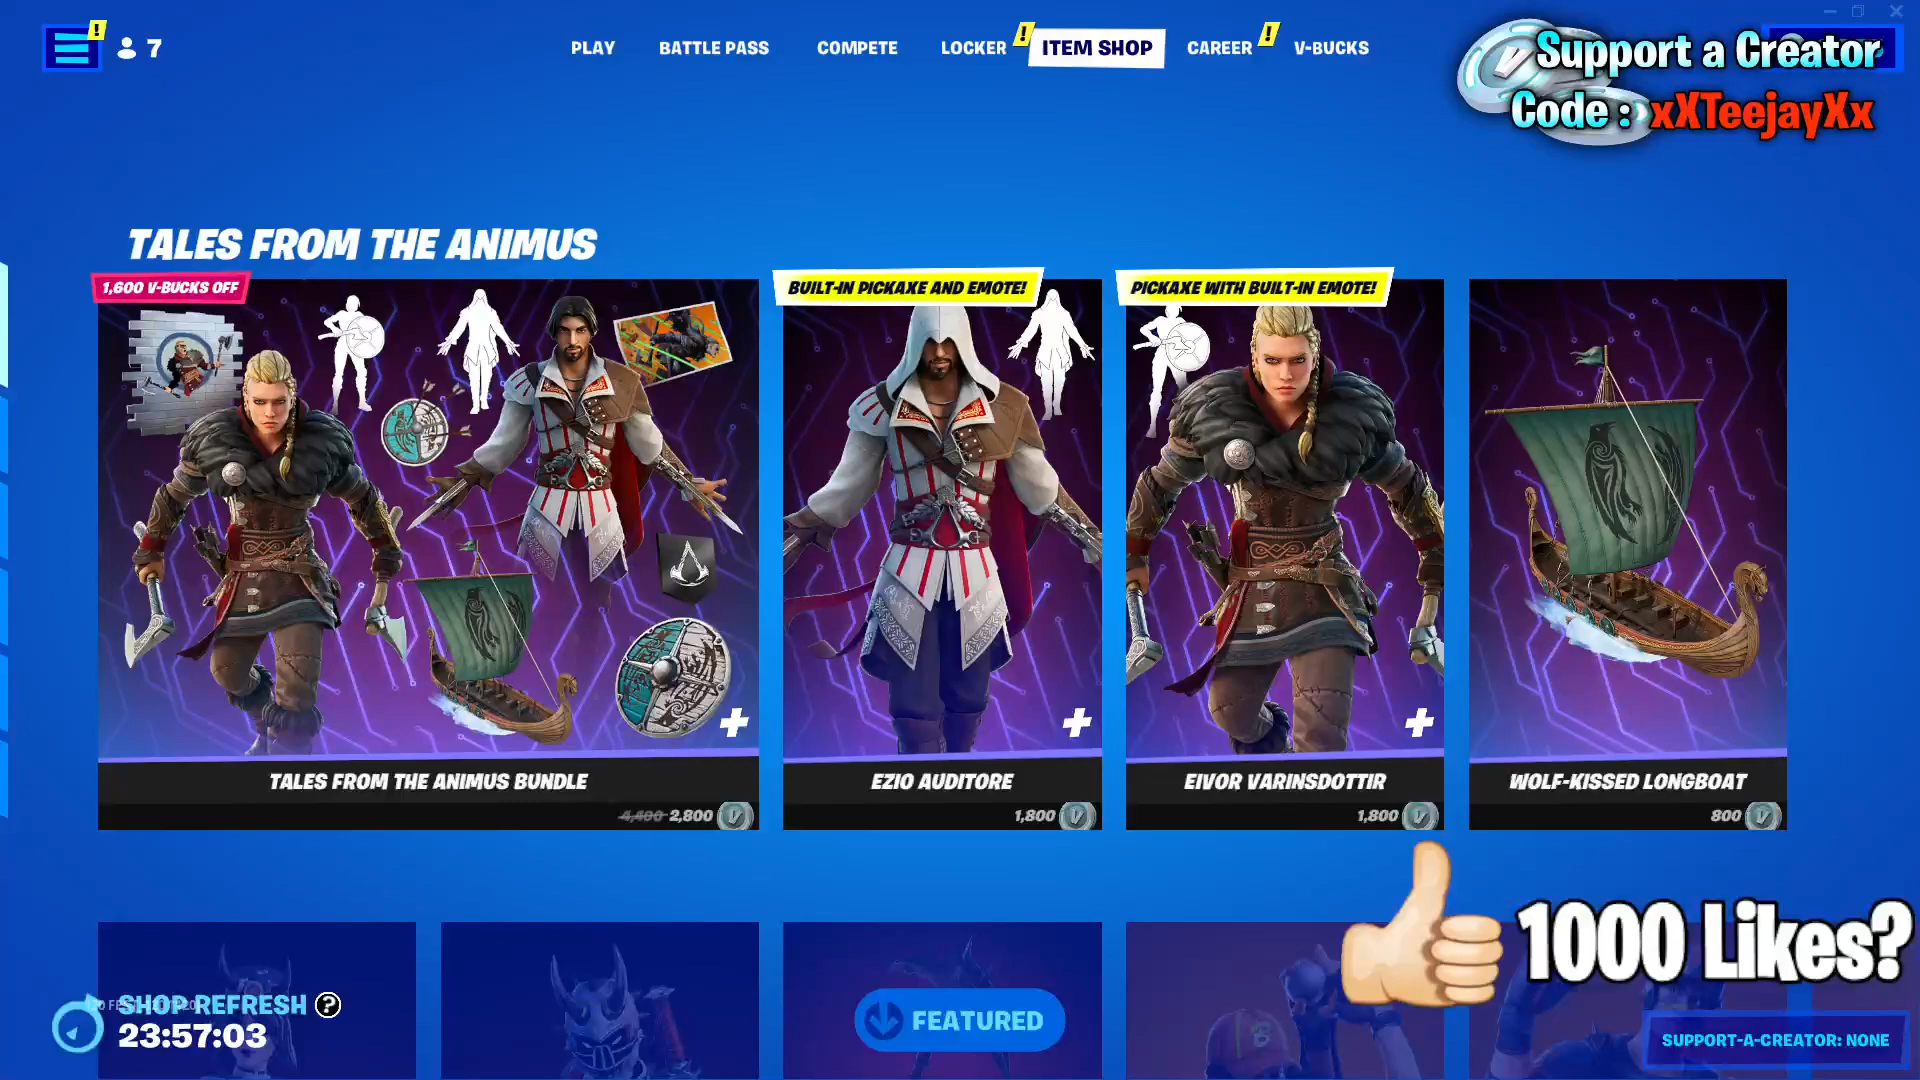 !
7
PLAY BATTLE PASS COMPETE LOCKER ! ITEM SHOP CAREER ! V-BUCKS
Support a Creator
Code : xXTeejayXx
TALES FROM THE ANIMUS
1,600 V-BUCKS OFF
BUILT-IN PICKAXE AND EMOTE!
PICKAXE WITH BUILT-IN EMOTE!
TALES FROM THE ANIMUS BUNDLE
4,400 2,800
EZIO AUDITORE
1,800
EIVOR VARINSDOTTIR
1,800
WOLF-KISSED LONGBOAT
800
1000 Likes?
SHOP REFRESH ?
23:57:03
FEATURED
SUPPORT-A-CREATOR: NONE